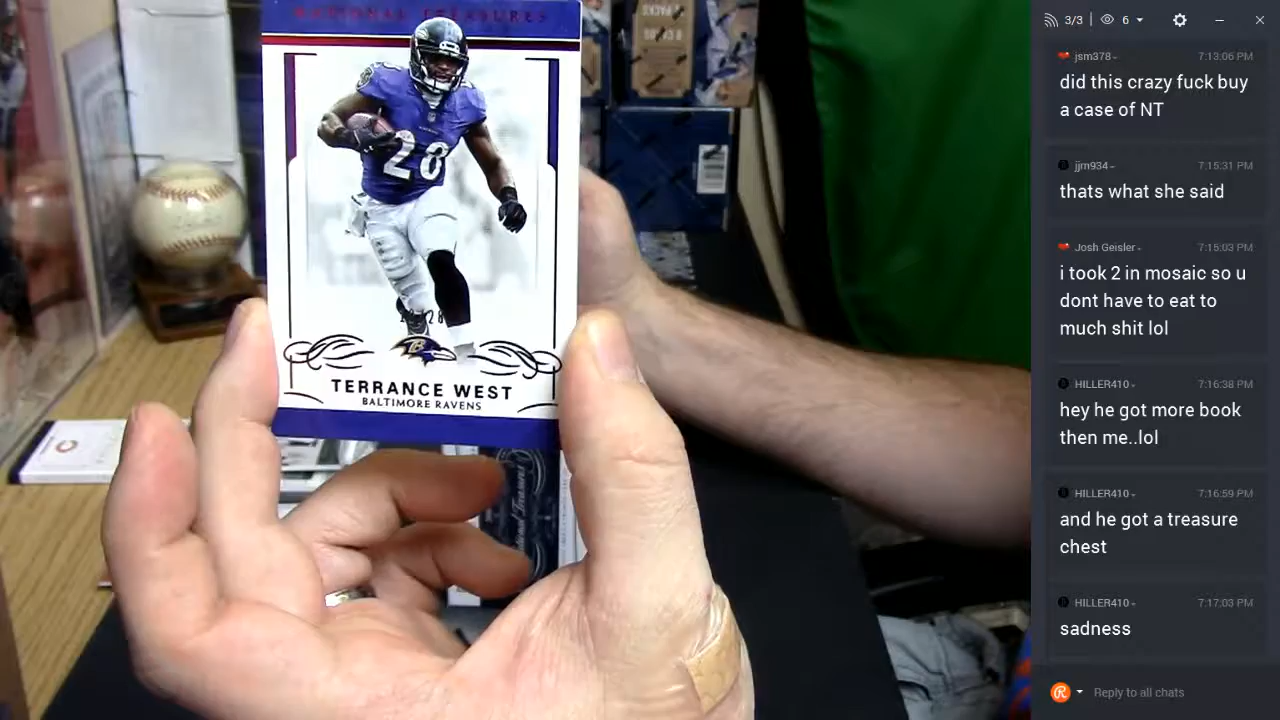 NATIONAL TREASURES
28
TERRANCE WEST
BALTIMORE RAVENS
3/3
6
jsm378
7:13:06 PM
did this crazy fuck buy
a case of NT
jjm934
7:15:31 PM
thats what she said
Josh Geisler
7:15:03 PM
i took 2 in mosaic so u
dont have to eat to
much shit lol
HILLER410
7:16:38 PM
hey he got more book
then me..lol
HILLER410
7:16:59 PM
and he got a treasure
chest
HILLER410
7:17:03 PM
sadness
Reply to all chats